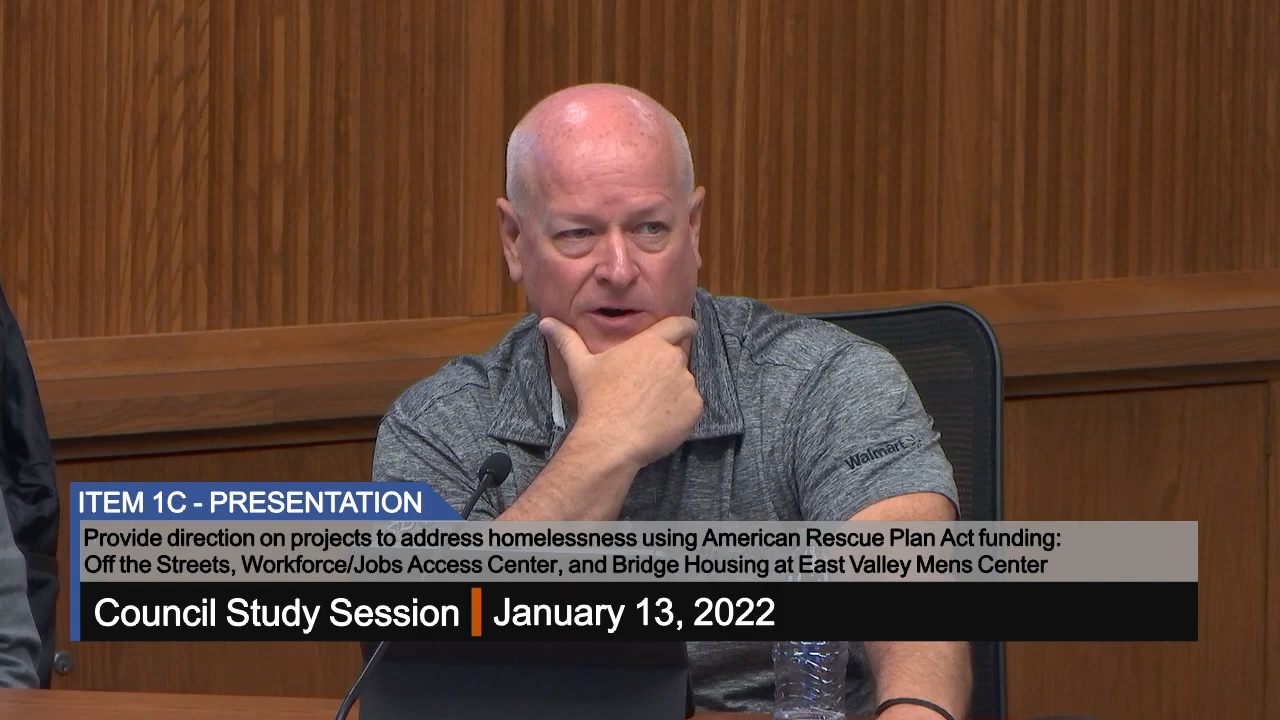 Walmart
ITEM 1C - PRESENTATION
Provide direction on projects to address homelessness using American Rescue Plan Act funding:
Off the Streets, Workforce/Jobs Access Center, and Bridge Housing at East Valley Mens Center
Council Study Session | January 13, 2022